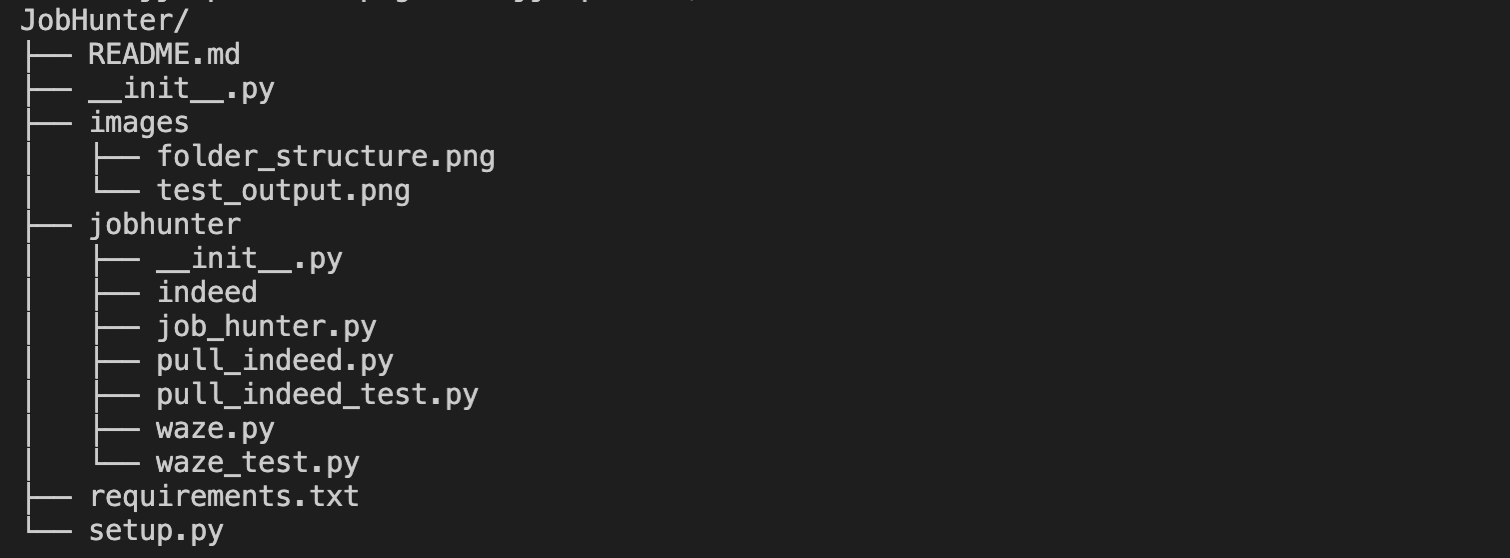 JobHunter/
├── README.md
├── __init__.py
├── images
│   ├── folder_structure.png
│   └── test_output.png
├── jobhunter
│   ├── __init__.py
│   ├── indeed
│   ├── job_hunter.py
│   ├── pull_indeed.py
│   ├── pull_indeed_test.py
│   ├── waze.py
│   └── waze_test.py
├── requirements.txt
└── setup.py